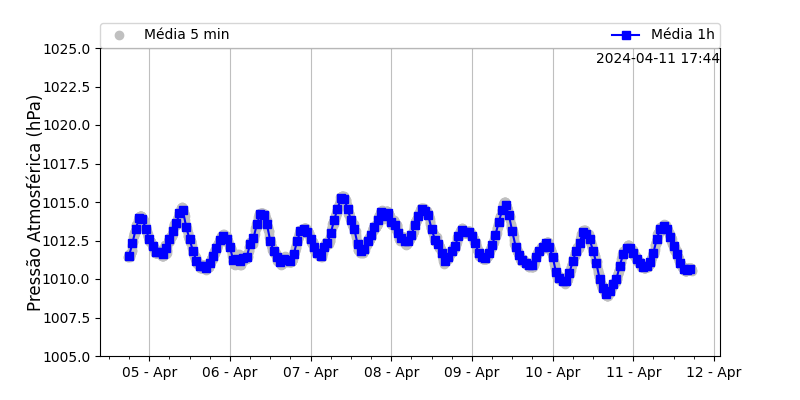 Média 5 min
Média 1h
2024-04-11 17:44
Pressão Atmosférica (hPa)
1025.0
1022.5
1020.0
1017.5
1015.0
1012.5
1010.0
1007.5
1005.0
05 - Apr
06 - Apr
07 - Apr
08 - Apr
09 - Apr
10 - Apr
11 - Apr
12 - Apr